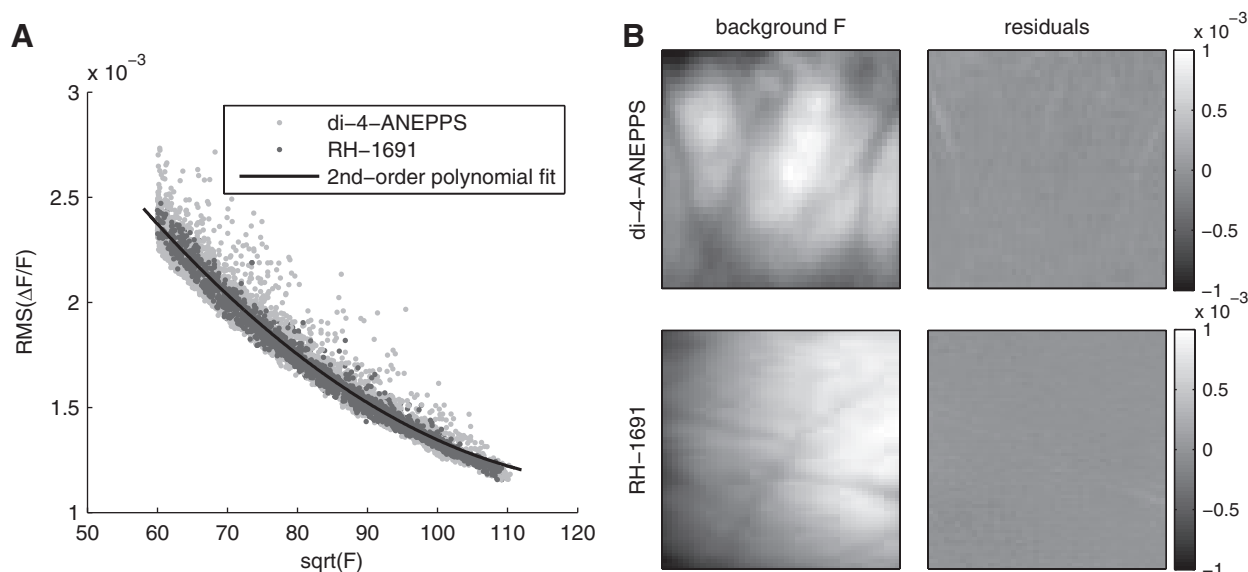 A
x 10−3
3
2.5
2
1.5
1
RMS(ΔF/F)
50 60 70 80 90 100 110 120
sqrt(F)
di−4−ANEPPS
RH−1691
2nd−order polynomial fit
B
background F
residuals
di−4−ANEPPS
x 10−3
1
0.5
0
−0.5
−1
RH−1691
x 10−3
1
0.5
0
−0.5
−1